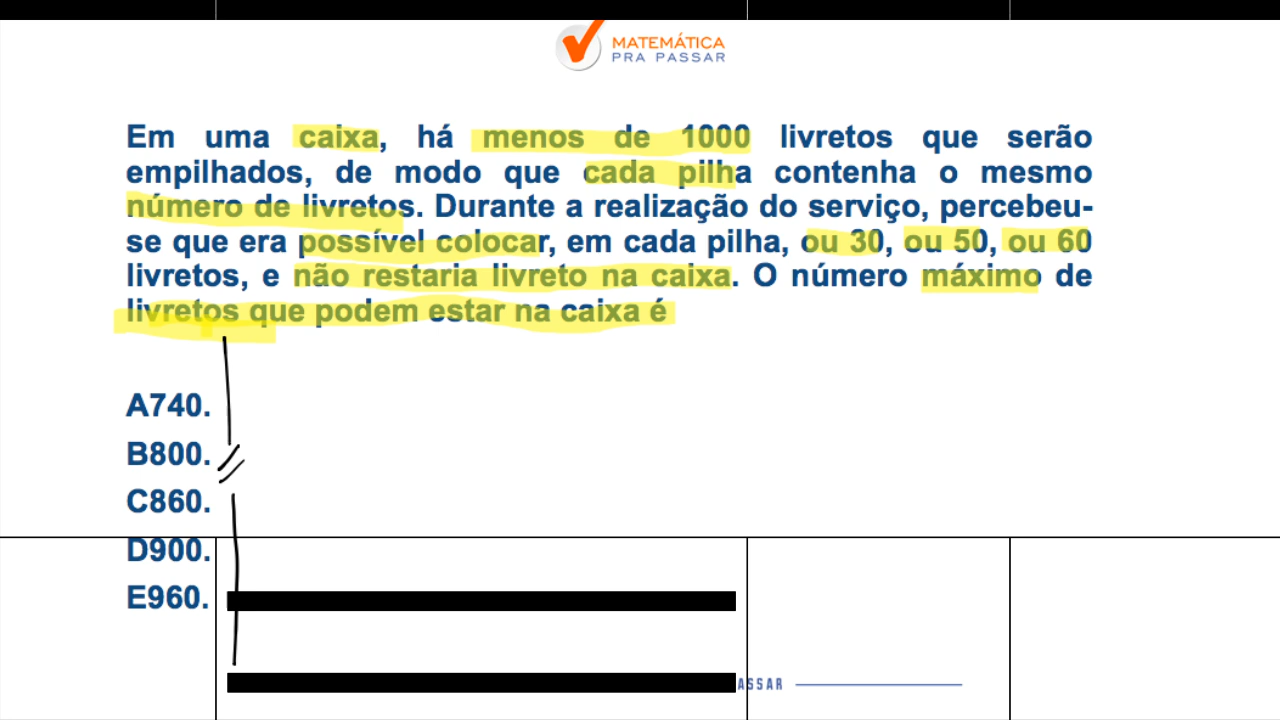 MATEMÁTICA
PRA PASSAR
Em uma caixa, há menos de 1000 livretos que serão
empilhados, de modo que cada pilha contenha o mesmo
número de livretos. Durante a realização do serviço, percebeu-
se que era possível colocar, em cada pilha, ou 30, ou 50, ou 60
livretos, e não restaria livreto na caixa. O número máximo de
livretos que podem estar na caixa é
A740.
B800.
C860.
D900.
E960.
ASSAR